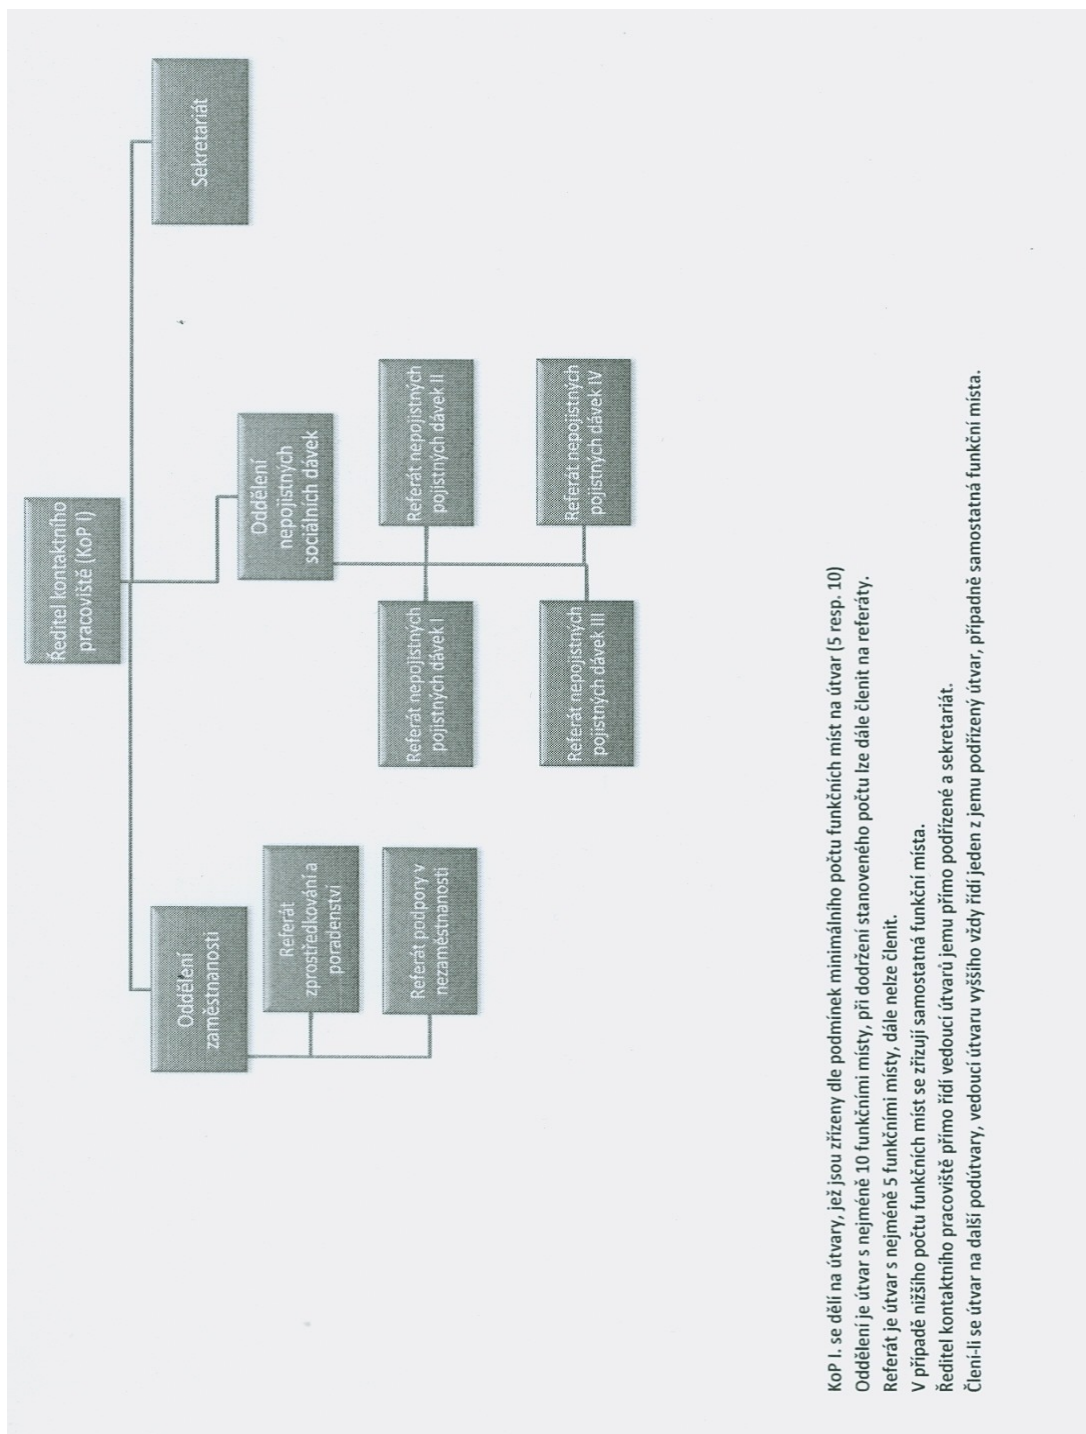 Ředitel kontaktního
pracoviště (KoP I)
Sekretariát
Oddělení
zaměstnanosti
Oddělení
nepojistných
sociálních dávek
Referát
zprostředkování a
poradenství
Referát podpory v
nezaměstnanosti
Referát nepojistných
pojistných dávek I
Referát nepojistných
pojistných dávek II
Referát nepojistných
pojistných dávek III
Referát nepojistných
pojistných dávek IV
KoP I. se dělí na útvary, jež jsou zřízeny dle podmínek minimálního počtu funkčních míst na útvar (5 resp. 10)
Oddělení je útvar s nejméně 10 funkčními místy, při dodržení stanoveného počtu lze dále členit na referáty.
Referát je útvar s nejméně 5 funkčními místy, dále nelze členit.
V případě nižšího počtu funkčních míst se zřizují samostatná funkční místa.
Ředitel kontaktního pracoviště přímo řídí vedoucí útvarů jemu přímo podřízené a sekretariát.
Člení-li se útvar na další podútvary, vedoucí útvaru vyššího vždy řídí jeden z jemu podřízený útvar, případně samostatná funkční místa.